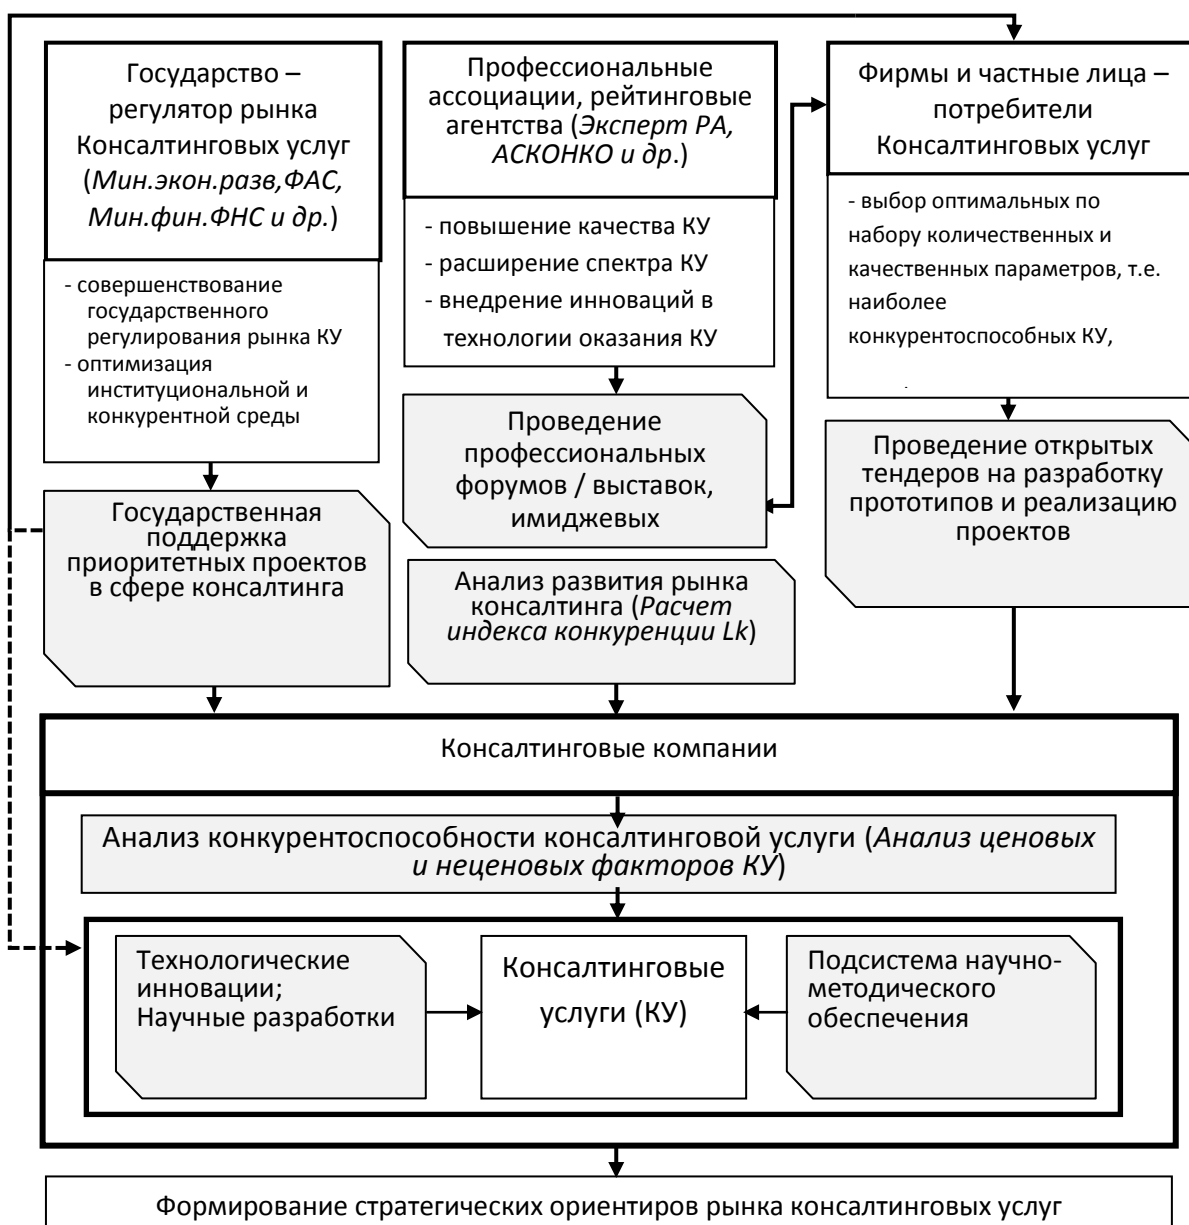 Государство –
регулятор рынка
Консалтинговых услуг
(Мин.экон.разв,ФАС,
Мин.фин.ФНС и др.)
- совершенствование
государственного
регулирования рынка КУ
- оптимизация
институциональной и
конкурентной среды
Государственная
поддержка
приоритетных проектов
в сфере консалтинга
Профессиональные
ассоциации, рейтинговые
агентства (Эксперт РА,
АСКОНКО и др.)
- повышение качества КУ
- расширение спектра КУ
- внедрение инноваций в
технологии оказания КУ
Проведение
профессиональных
форумов / выставок,
имиджевых
Анализ развития рынка
консалтинга (Расчет
индекса конкуренции Lk)
Фирмы и частные лица –
потребители
Консалтинговых услуг
- выбор оптимальных по
набору количественных и
качественных параметров, т.е.
наиболее
конкурентоспособных КУ,
Проведение открытых
тендеров на разработку
прототипов и реализацию
проектов
Консалтинговые компании
Анализ конкурентоспособности консалтинговой услуги (Анализ ценовых
и неценовых факторов КУ)
Технологические
инновации;
Научные разработки
Консалтинговые
услуги (КУ)
Подсистема научно-
методического
обеспечения
Формирование стратегических ориентиров рынка консалтинговых услуг